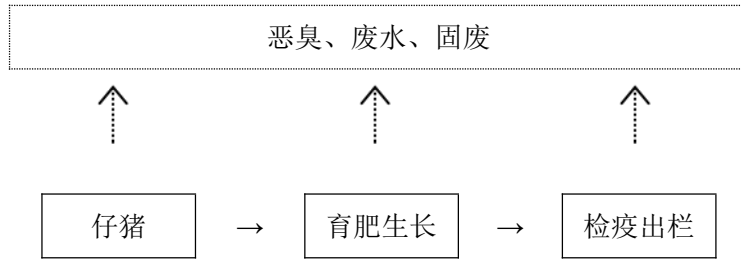 恶臭、废水、固废
仔猪 → 育肥生长 → 检疫出栏